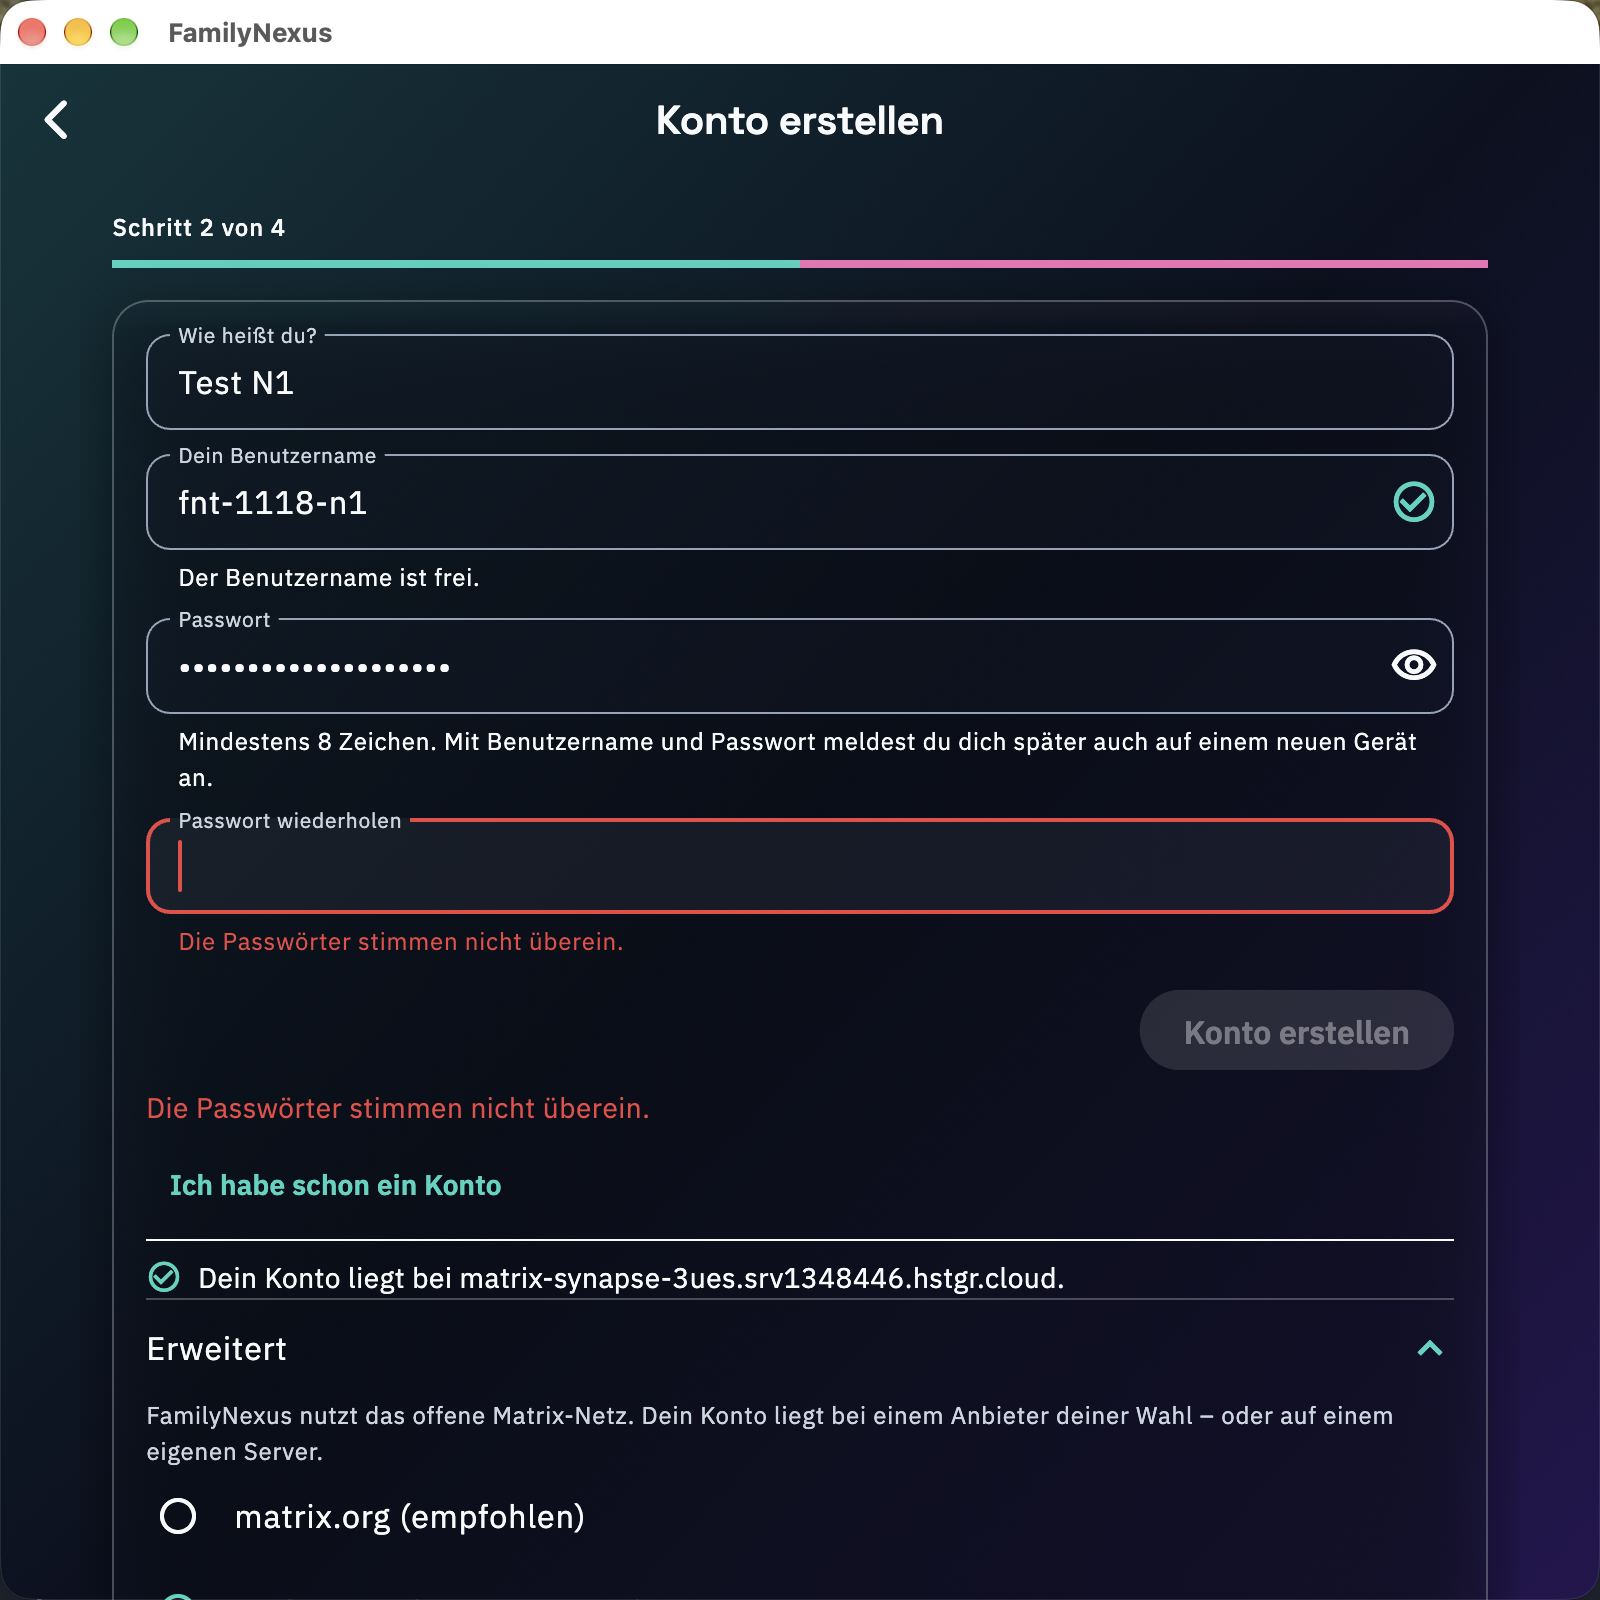 FamilyNexus
Konto erstellen
Schritt 2 von 4
Wie heißt du?
Test N1
Dein Benutzername
fnt-1118-n1
Der Benutzername ist frei.
Passwort
••••••••••••••••••••
Mindestens 8 Zeichen. Mit Benutzername und Passwort meldest du dich später auch auf einem neuen Gerät
an.
Passwort wiederholen
Die Passwörter stimmen nicht überein.
Konto erstellen
Die Passwörter stimmen nicht überein.
Ich habe schon ein Konto
Dein Konto liegt bei matrix-synapse-3ues.srv1348446.hstgr.cloud.
Erweitert
FamilyNexus nutzt das offene Matrix-Netz. Dein Konto liegt bei einem Anbieter deiner Wahl – oder auf einem
eigenen Server.
matrix.org (empfohlen)